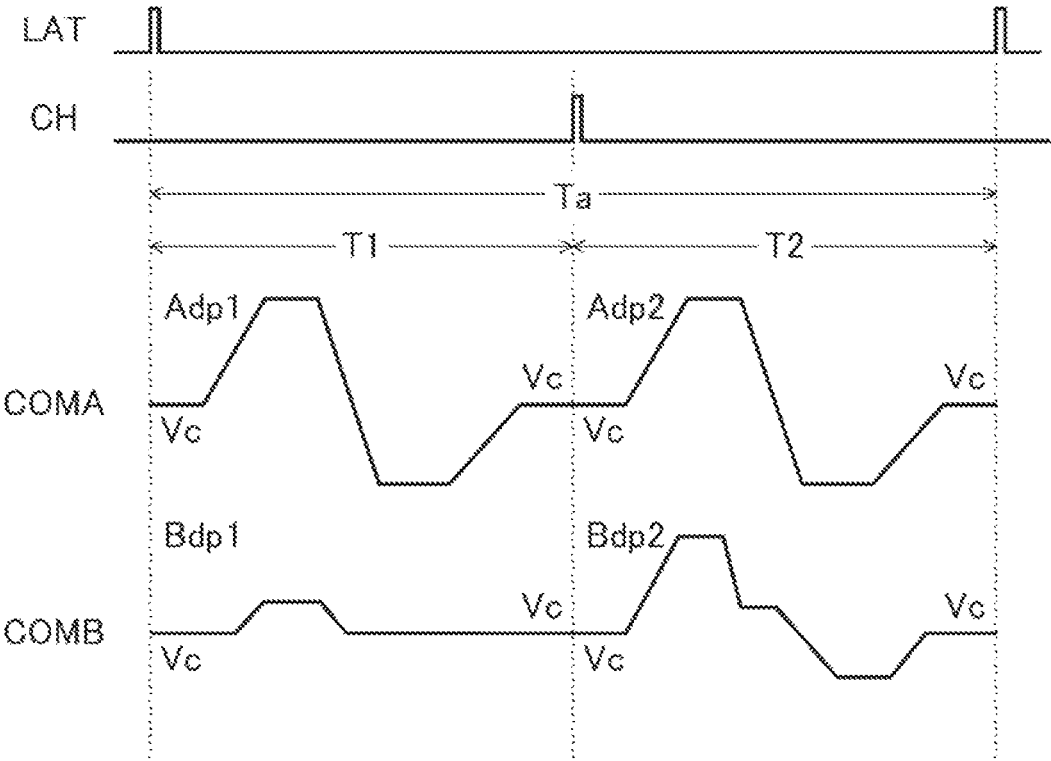 LAT
CH
Ta
T1 T2
Adp1 Adp2
Vc Vc
COMA
Vc Vc
Bdp1 Bdp2
Vc Vc
COMB
Vc Vc